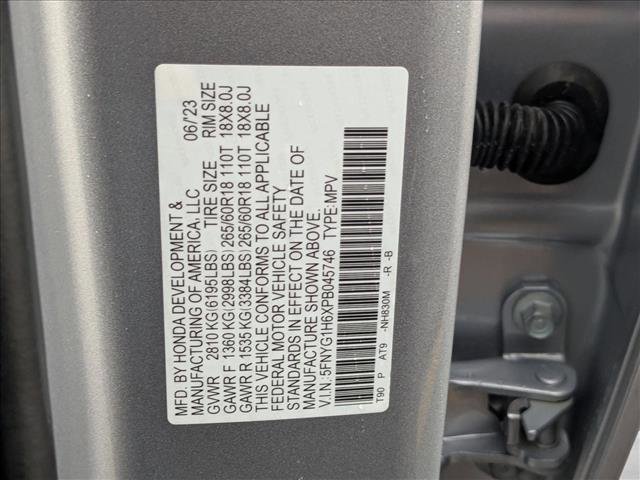 MFD. BY HONDA DEVELOPMENT &
MANUFACTURING OF AMERICA, LLC 06/'23
GVWR 2810 KG(6195LBS) TIRE SIZE RIM SIZE
GAWR F 1360 KG(2998LBS) 265/60R18 110T 18X8.0J
GAWR R 1535 KG(3384LBS) 265/60R18 110T 18X8.0J
THIS VEHICLE CONFORMS TO ALL APPLICABLE
FEDERAL MOTOR VEHICLE SAFETY
STANDARDS IN EFFECT ON THE DATE OF
MANUFACTURE SHOWN ABOVE.
V.I.N: 5FNYG1H6XPB045746 TYPE: MPV
T90 P AT9 -NH830M -R -B